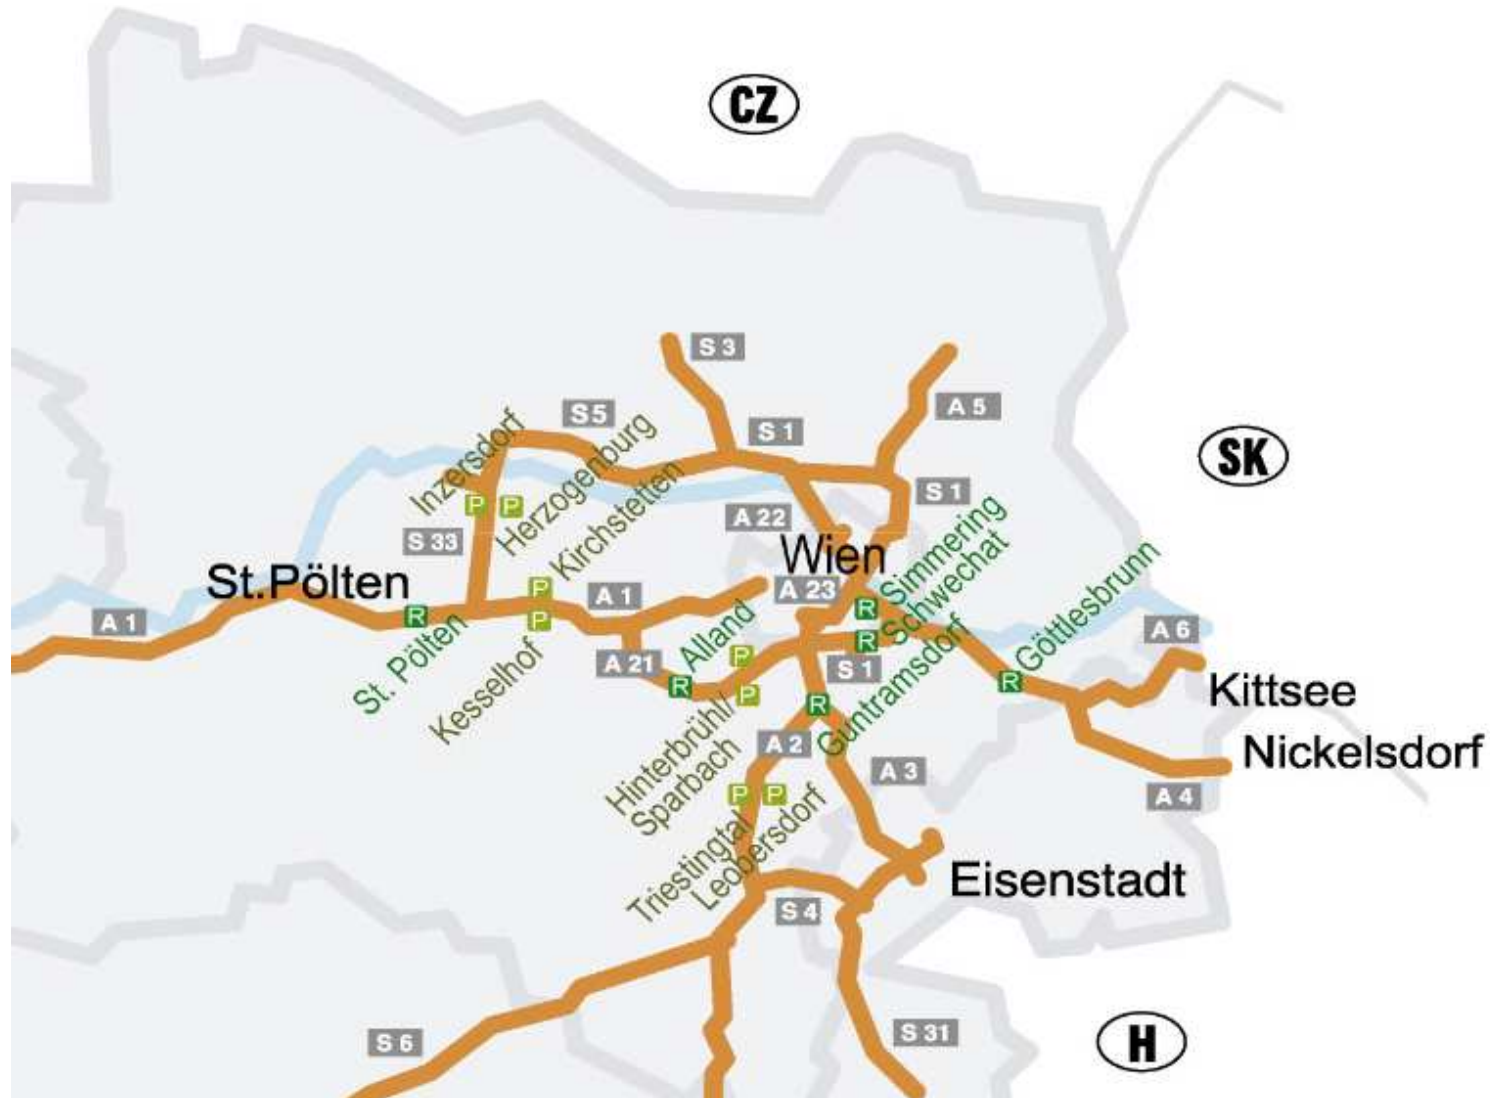 CZ
S 3
A 5
S 5
S 1
Inzersdorf
Herzogenburg
Kirchstetten
SK
S 1
A 22
S 33
Wien
Simmering
Schwechat
St.Pölten
A 1
A 1
A 23
Göttlesbrunn
A 6
St. Pölten
Kesselhof
A 21
Alland
S 1
Guntramsdorf
Kittsee
Nickelsdorf
Hinterbrühl/
Sparbach
A 2
A 3
A 4
Triestingtal
Leobersdorf
Eisenstadt
S 4
S 6
S 31
H
P
P
P
P
P
P
P
P
R
R
R
R
R
R